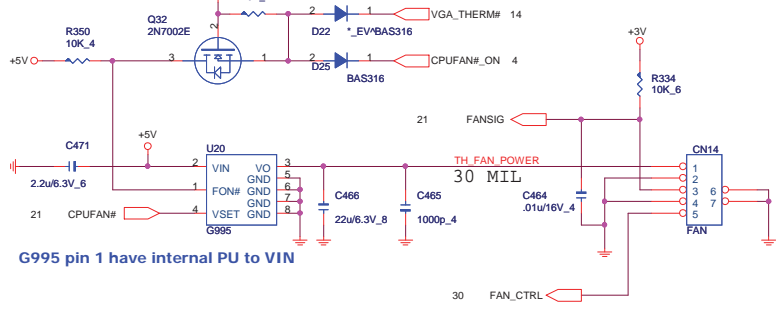 Q32
2N7002E
2
2
D22
1
*_EV^BAS316
VGA_THERM# 14
R350
10K_4
+5V
3
1
2
D25
1
BAS316
CPUFAN#_ON 4
+3V
R334
10K_6
21 FANSIG
C471
2.2u/6.3V_6
+5V
U20
2 VIN VO 3
GND 5
1 FON# GND 6
GND 7
4 VSET GND 8
G995
21 CPUFAN#
C466
22u/6.3V_8
C465
1000p_4
TH_FAN_POWER
30 MIL
C464
.01u/16V_4
CN14
1
2
3 6
4 7
5
FAN
G995 pin 1 have internal PU to VIN
30 FAN_CTRL